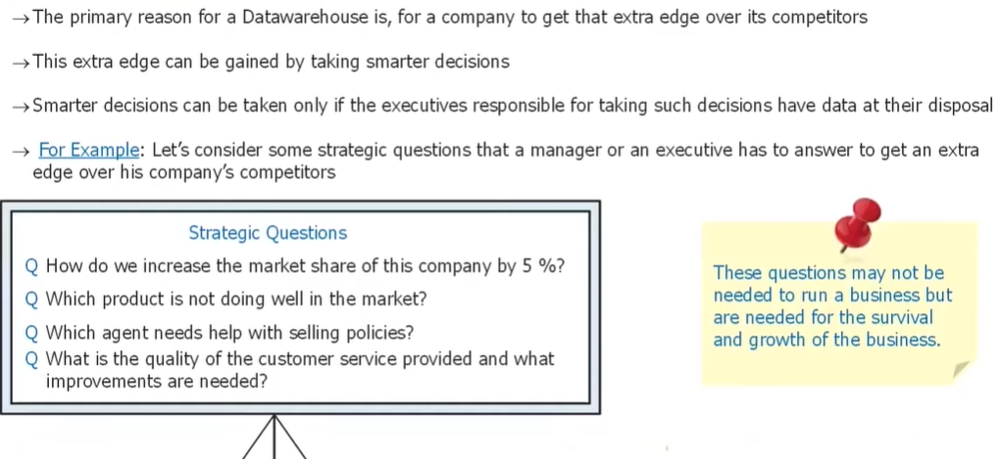 →The primary reason for a Datawarehouse is, for a company to get that extra edge over its competitors
→This extra edge can be gained by taking smarter decisions
→Smarter decisions can be taken only if the executives responsible for taking such decisions have data at their disposal
→ For Example: Let’s consider some strategic questions that a manager or an executive has to answer to get an extra
edge over his company’s competitors
Strategic Questions
Q How do we increase the market share of this company by 5 %?
Q Which product is not doing well in the market?
Q Which agent needs help with selling policies?
Q What is the quality of the customer service provided and what
improvements are needed?
These questions may not be
needed to run a business but
are needed for the survival
and growth of the business.